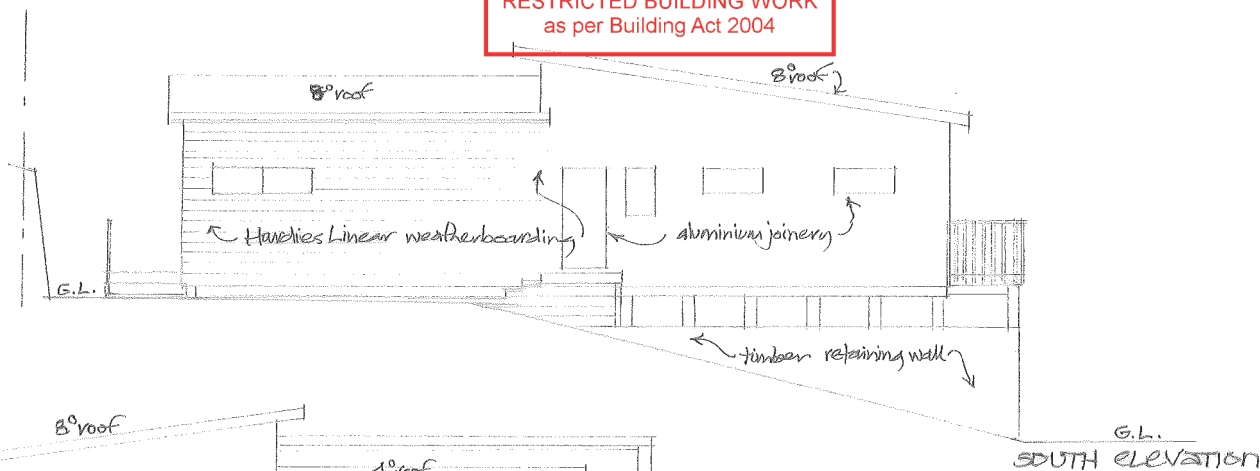 RESTRICTED BUILDING WORK
as per Building Act 2004
8° roof
8° roof
Hardies Linear weatherboarding
aluminium joinery
G.L.
timber retaining wall
8° roof
G.L.
SOUTH ELEVATION